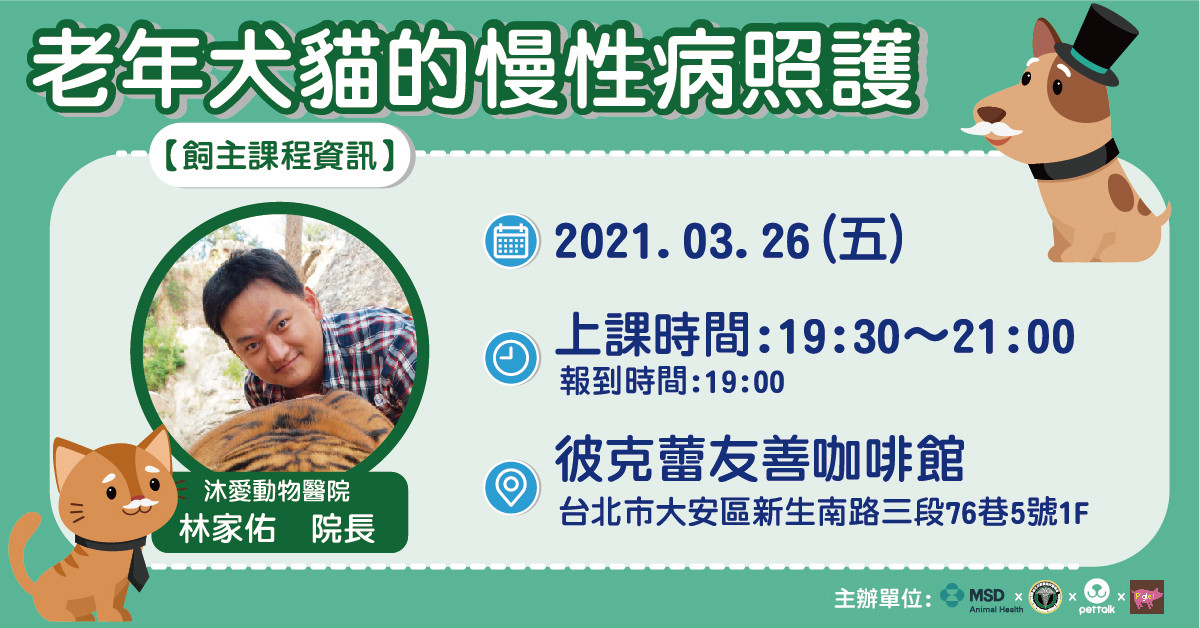 老年犬貓的慢性病照護
【飼主課程資訊】
2021.03.26(五)
上課時間:19:30～21:00
報到時間:19:00
彼克蕾友善咖啡館
台北市大安區新生南路三段76巷5號1F
沐愛動物醫院
林家佑 院長
主辦單位: MSD Animal Health x x pettalk x Piglet